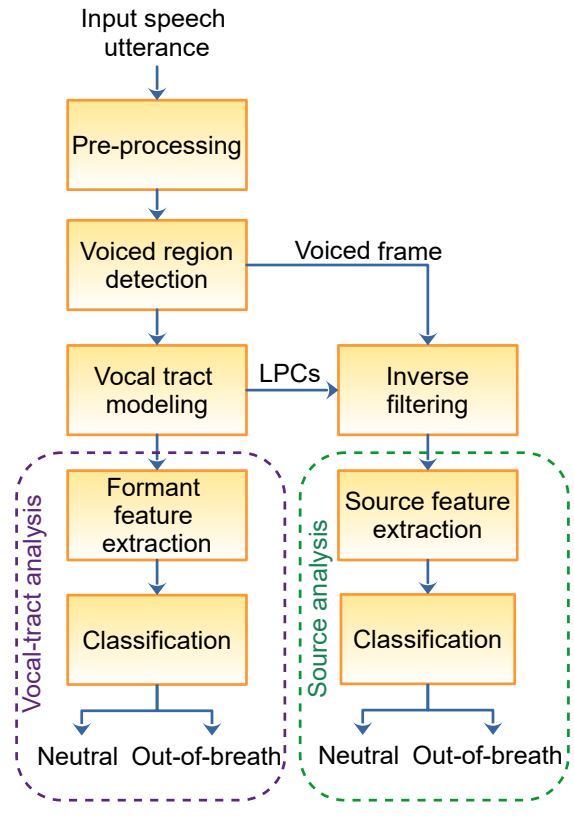 Input speech
utterance
Pre-processing
Voiced region
detection
Voiced frame
Vocal tract
modeling
LPCs
Inverse
filtering
Vocal-tract analysis
Formant
feature
extraction
Classification
Neutral
Out-of-breath
Source analysis
Source feature
extraction
Classification
Neutral
Out-of-breath